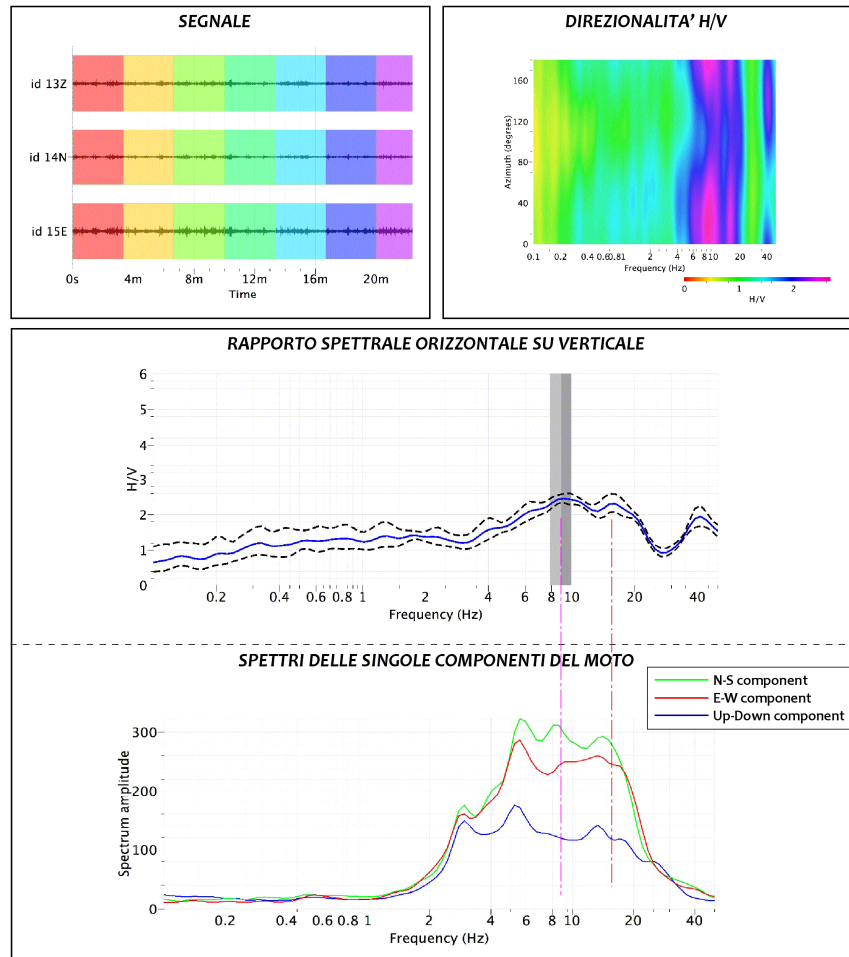 SEGNALE
id 13Z
id 14N
id 15E
0s 4m 8m 12m 16m 20m
Time
DIREZIONALITA’ H/V
Azimuth (degrees)
160
120
80
40
0
0.1 0.2 0.4 0.6 0.8 1 2 4 6 8 10 20 40
Frequency (Hz)
0 1 2
H/V
RAPPORTO SPETTRALE ORIZZONTALE SU VERTICALE
H/V
6
5
4
3
2
1
0
0.2 0.4 0.6 0.8 1 2 4 6 8 10 20 40
Frequency (Hz)
SPETTRI DELLE SINGOLE COMPONENTI DEL MOTO
N-S component
E-W component
Up-Down component
Spectrum amplitude
300
200
100
0
0.2 0.4 0.6 0.8 1 2 4 6 8 10 20 40
Frequency (Hz)